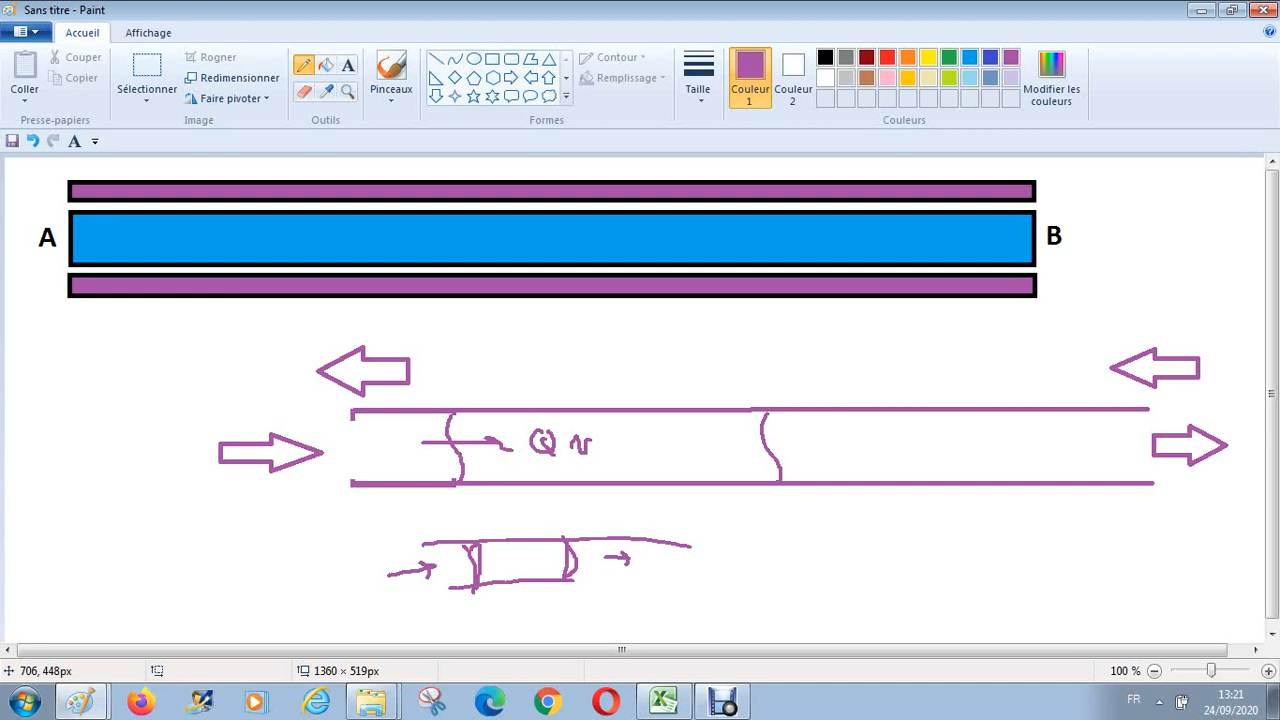 Sans titre - Paint
Accueil Affichage
Coller
Couper
Copier
Presse-papiers
Sélectionner
Rogner
Redimensionner
Faire pivoter
Image
A
Outils
Pinceaux
Contour
Remplissage
Formes
Taille
Couleur 1
Couleur 2
Modifier les couleurs
Couleurs
A
A B
Q N
706, 448px 1360 × 519px 100 %
FR 13:21
24/09/2020